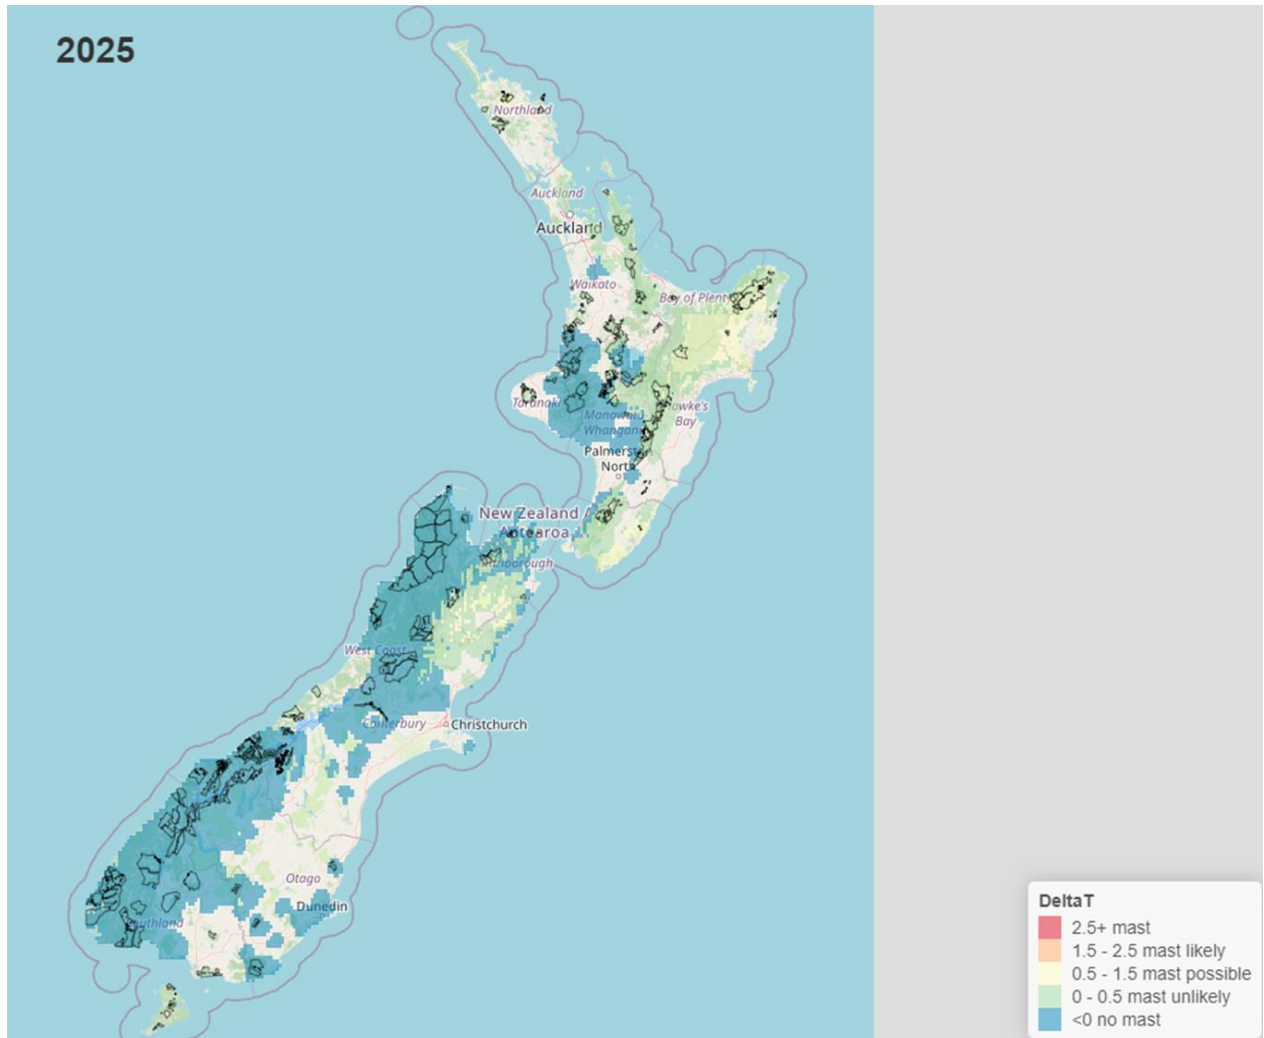 2025
Northland
Auckland
Auckland
Waikato
Bay of Plenty
Taranaki
Manawatū-
Whanganui
Hawke's
Bay
Palmerston
North
New Zealand /
Aotearoa
Marlborough
West Coast
Canterbury
Christchurch
Otago
Dunedin
Southland
DeltaT
2.5+ mast
1.5 - 2.5 mast likely
0.5 - 1.5 mast possible
0 - 0.5 mast unlikely
<0 no mast